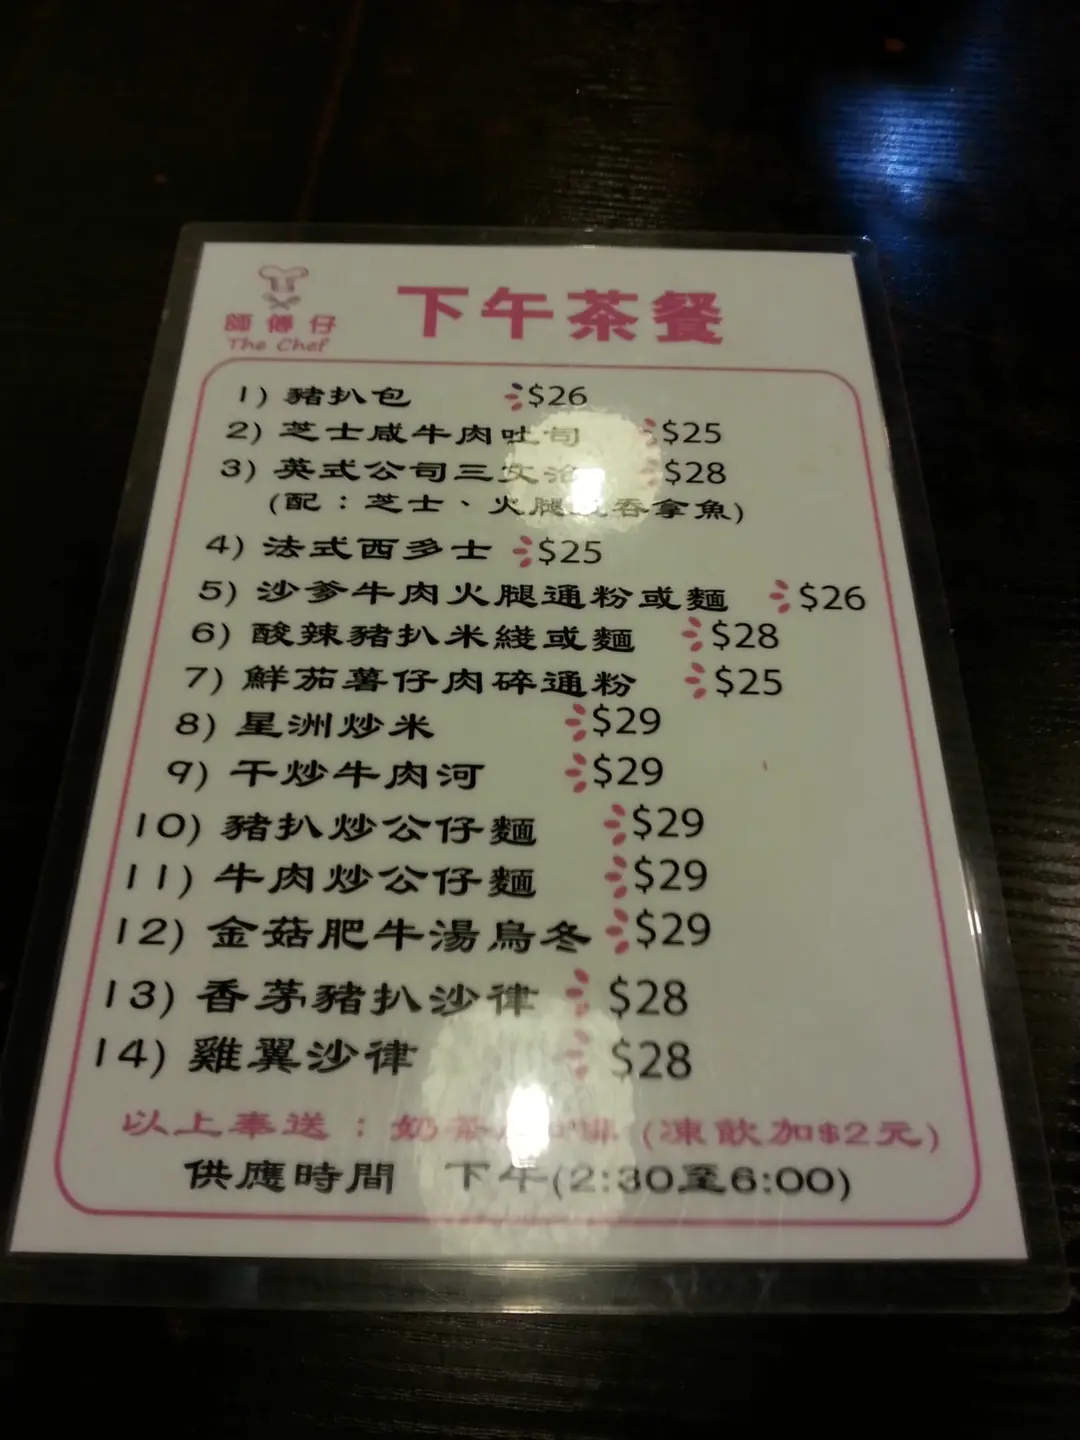 師傅仔
The Chef
下午茶餐
1) 豬扒包 $26
2) 芝士咸牛肉吐司 $25
3) 英式公司三文治 $28
(配：芝士、火腿或吞拿魚)
4) 法式西多士 $25
5) 沙爹牛肉火腿通粉或麵 $26
6) 酸辣豬扒米綫或麵 $28
7) 鮮茄薯仔肉碎通粉 $25
8) 星洲炒米 $29
9) 干炒牛肉河 $29
10) 豬扒炒公仔麵 $29
11) 牛肉炒公仔麵 $29
12) 金菇肥牛湯烏冬 $29
13) 香茅豬扒沙律 $28
14) 雞翼沙律 $28
以上奉送：奶茶 啡 (凍飲加$2元)
供應時間 下午(2:30至6:00)